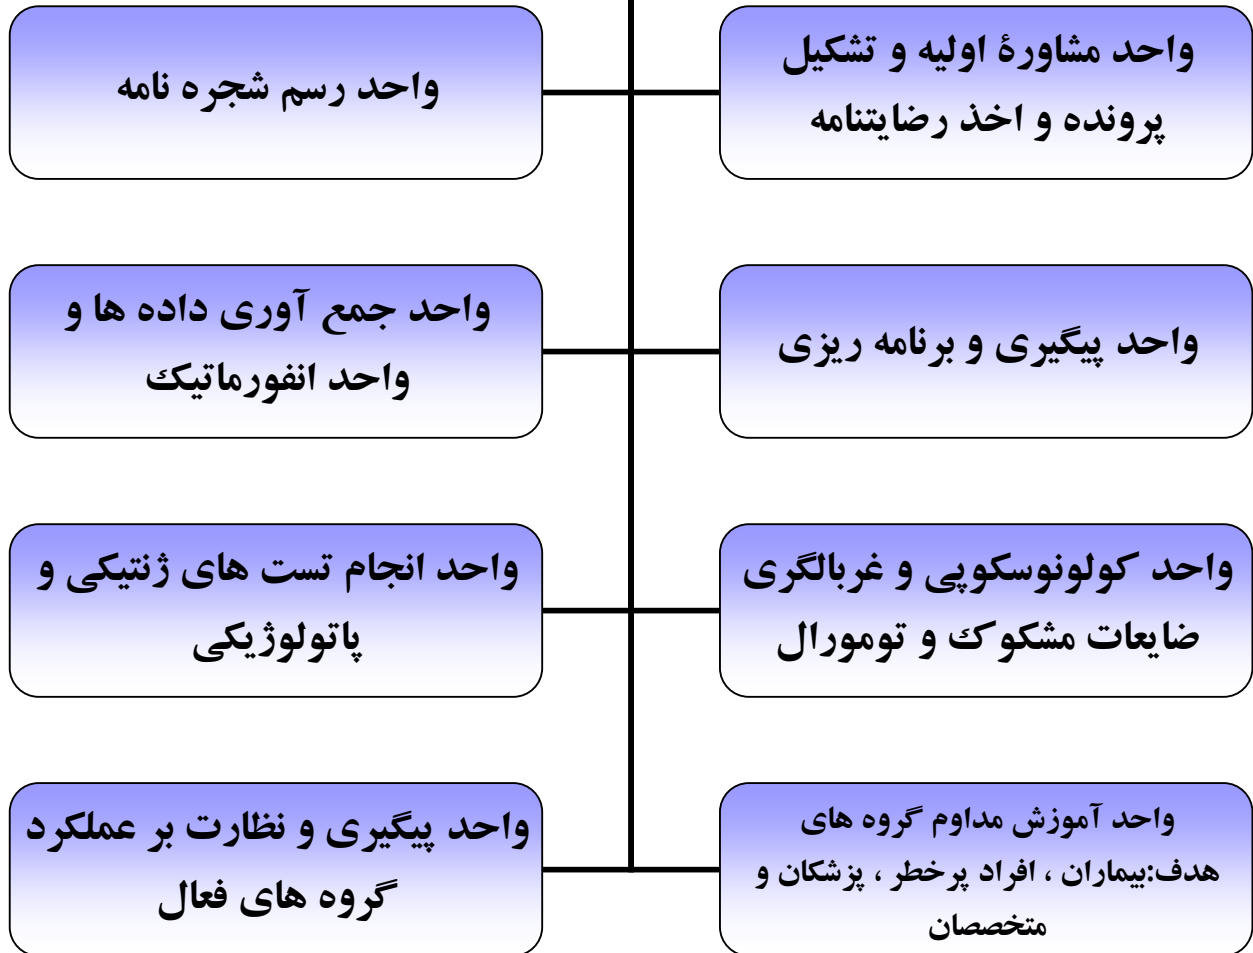 واحد مشاورۀ اولیه و تشکیل
پرونده و اخذ رضایتنامه
واحد رسم شجره نامه
واحد پیگیری و برنامه ریزی
واحد جمع آوری داده ها و
واحد انفورماتیک
واحد کولونوسکوپی و غربالگری
ضایعات مشکوک و تومورال
واحد انجام تست های ژنتیکی و
پاتولوژیکی
واحد آموزش مداوم گروه های
هدف:بیماران ، افراد پرخطر ، پزشکان و
متخصصان
واحد پیگیری و نظارت بر عملکرد
گروه های فعال